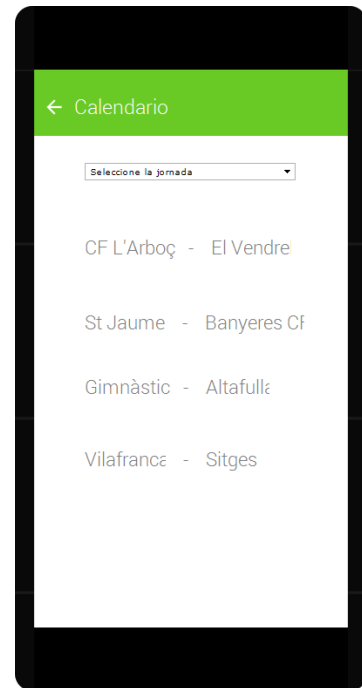 ← Calendario
Seleccione la jornada
CF L'Arboç - El Vendre
St Jaume - Banyeres CF
Gimnàstic - Altafulla
Vilafranca - Sitges